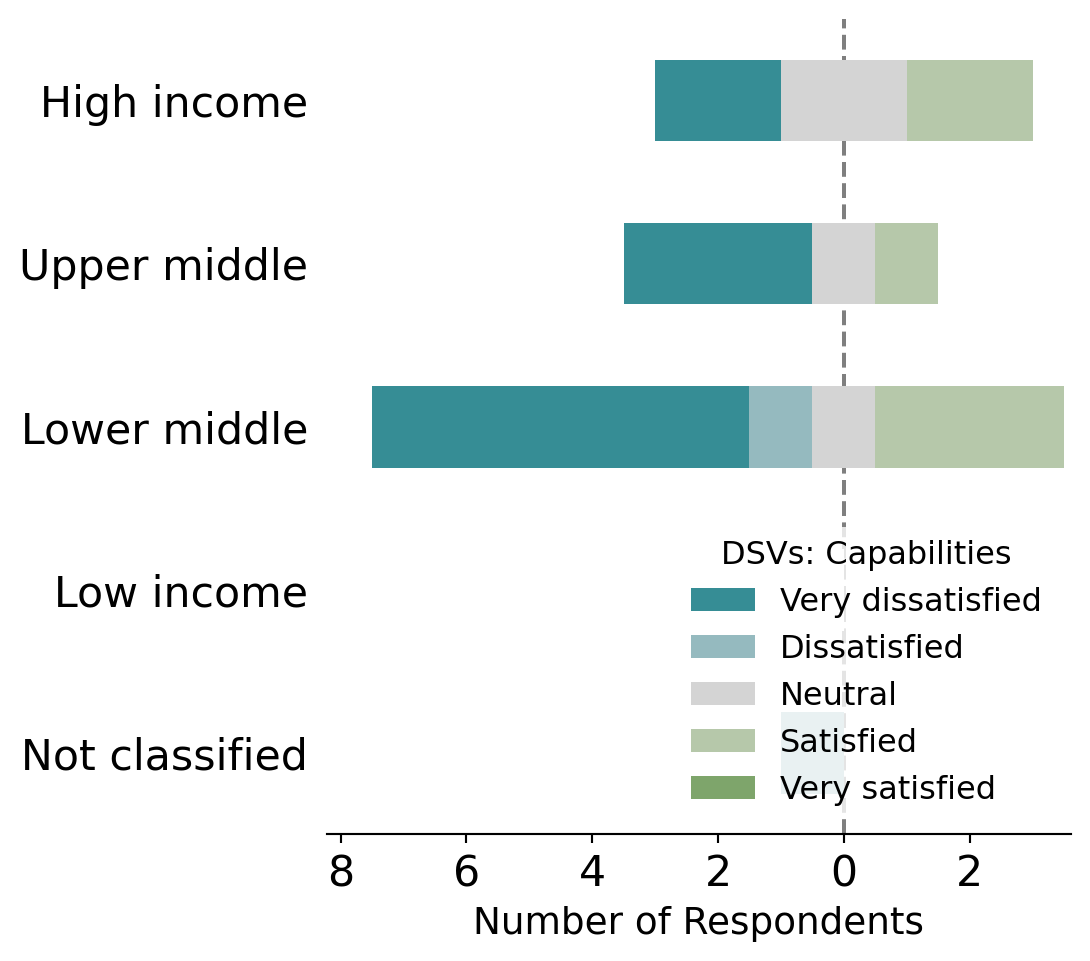 High income
Upper middle
Lower middle
Low income
Not classified
DSVs: Capabilities
Very dissatisfied
Dissatisfied
Neutral
Satisfied
Very satisfied
8 6 4 2 0 2
Number of Respondents